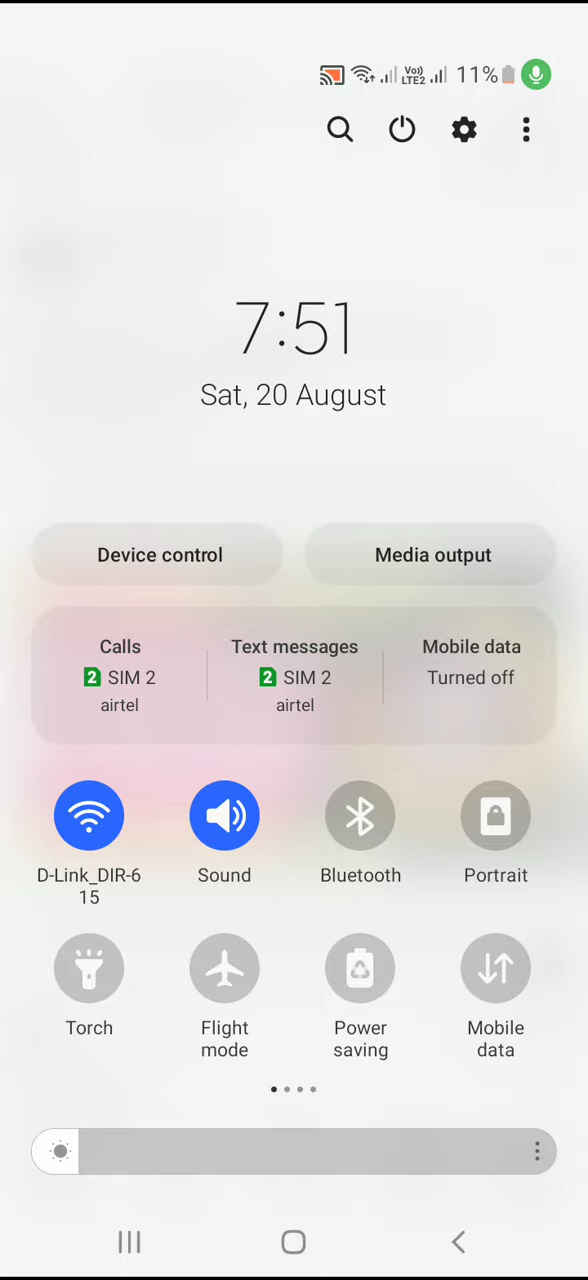 Vo)) LTE2 11%
7:51
Sat, 20 August
Device control Media output
Calls Text messages Mobile data
2 SIM 2 2 SIM 2 Turned off
airtel airtel
D-Link_DIR-6 Sound Bluetooth Portrait
15
Torch Flight Power Mobile
mode saving data